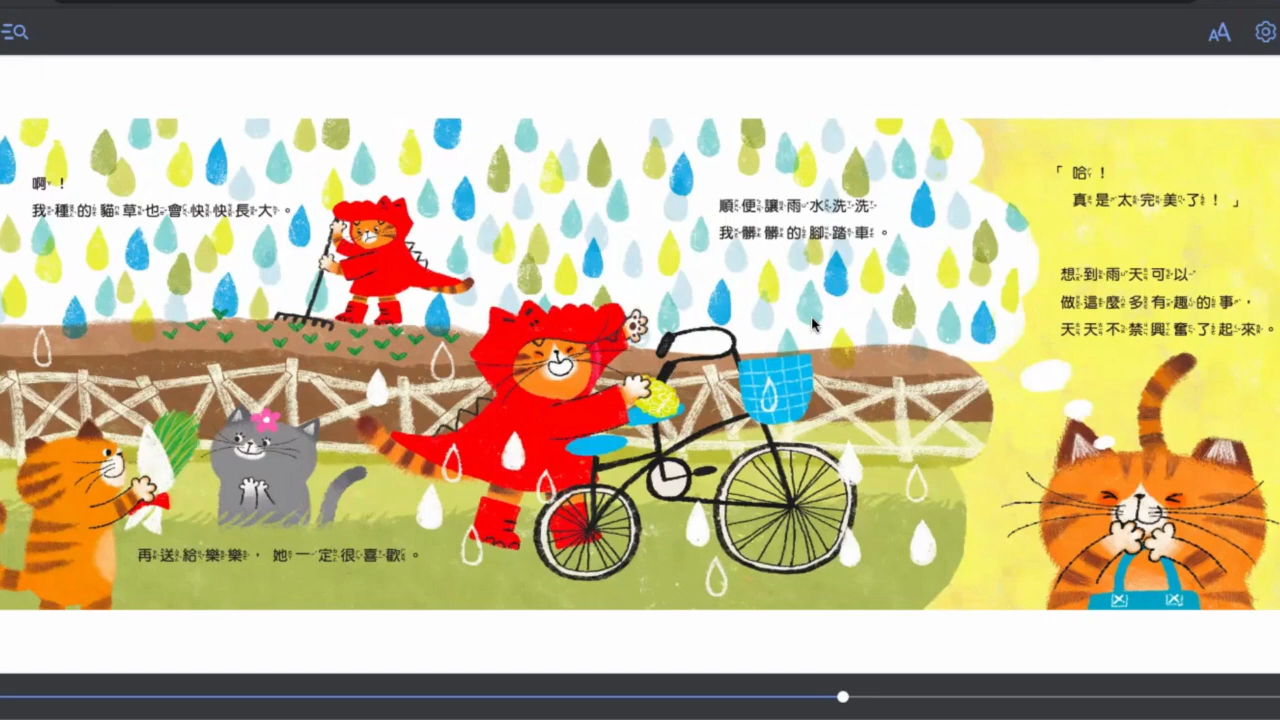 啊！
我種的貓草也會快快長大。
再送給樂樂，她一定很喜歡。
順便讓雨水洗洗
我髒髒的腳踏車。
「哈！
真是太完美了！」
想到雨天可以
做這麼多有趣的事，
天天不禁興奮了起來。